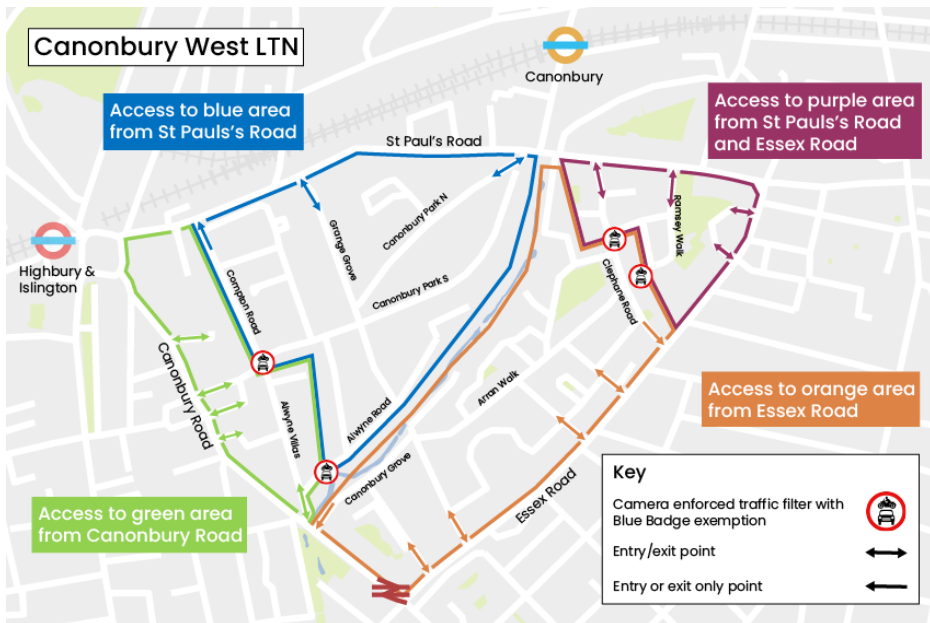 Canonbury West LTN
Canonbury
Access to blue area
from St Pauls's Road
Access to purple area
from St Pauls's Road
and Essex Road
St Paul's Road
Highbury &
Islington
Compton Road
Grange Grove
Canonbury Park N
Canonbury Park S
Ramsey Walk
Clephane Road
Canonbury Road
Alwyne Villas
Alwyne Road
Arran Walk
Canonbury Grove
Essex Road
Access to orange area
from Essex Road
Access to green area
from Canonbury Road
Key
Camera enforced traffic filter with
Blue Badge exemption
Entry/exit point
Entry or exit only point